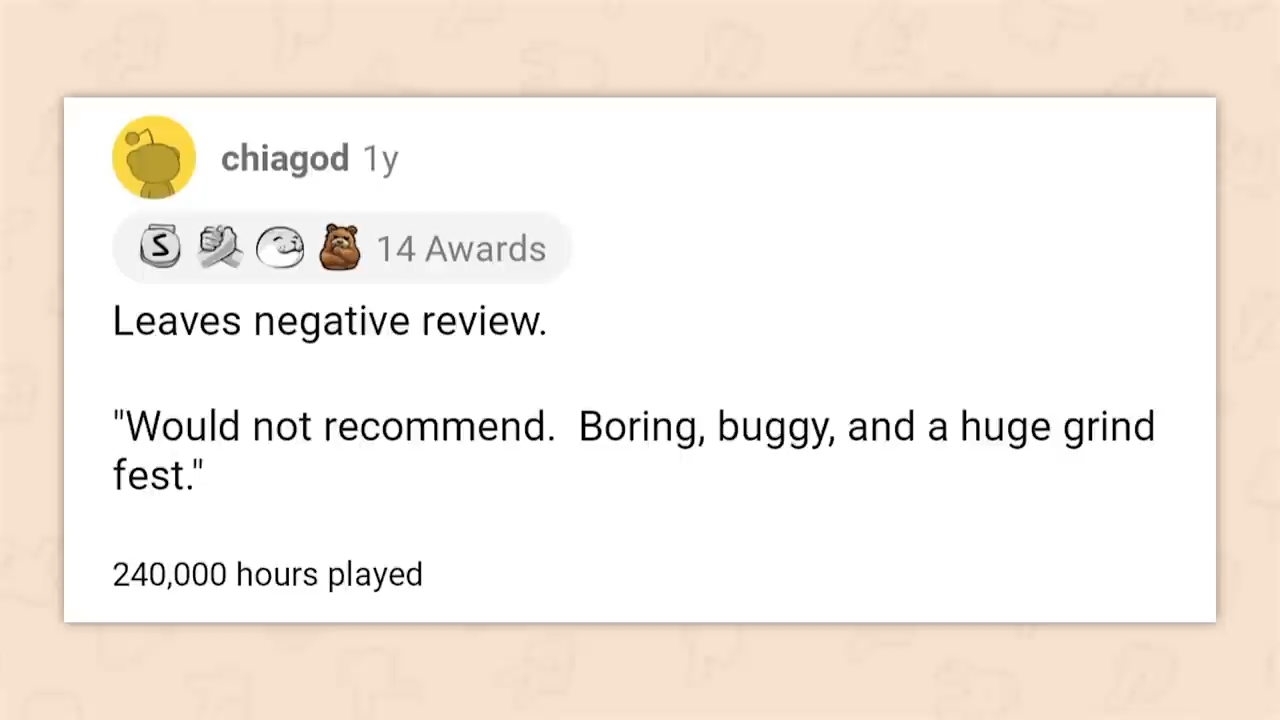 chiagod 1y
S 14 Awards
Leaves negative review.
"Would not recommend.  Boring, buggy, and a huge grind
fest."
240,000 hours played